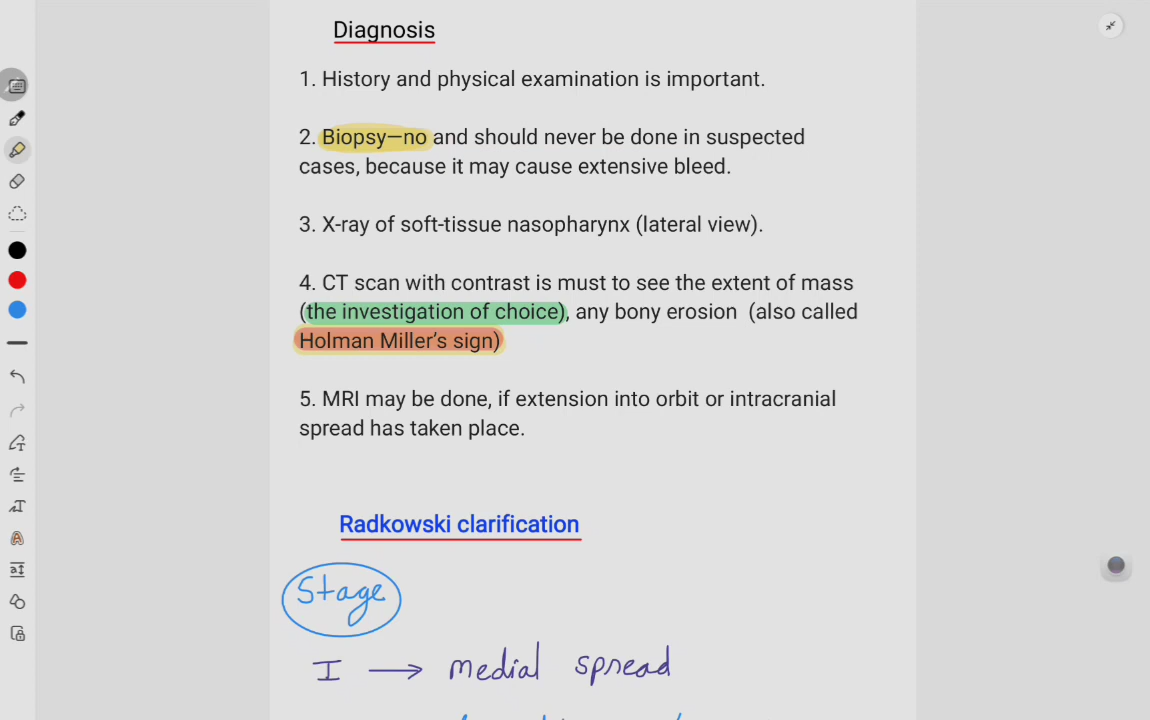 Diagnosis
1. History and physical examination is important.
2. Biopsy—no and should never be done in suspected
cases, because it may cause extensive bleed.
3. X-ray of soft-tissue nasopharynx (lateral view).
4. CT scan with contrast is must to see the extent of mass
(the investigation of choice), any bony erosion (also called
Holman Miller's sign)
5. MRI may be done, if extension into orbit or intracranial
spread has taken place.
Radkowski clarification
Stage
I → medial spread